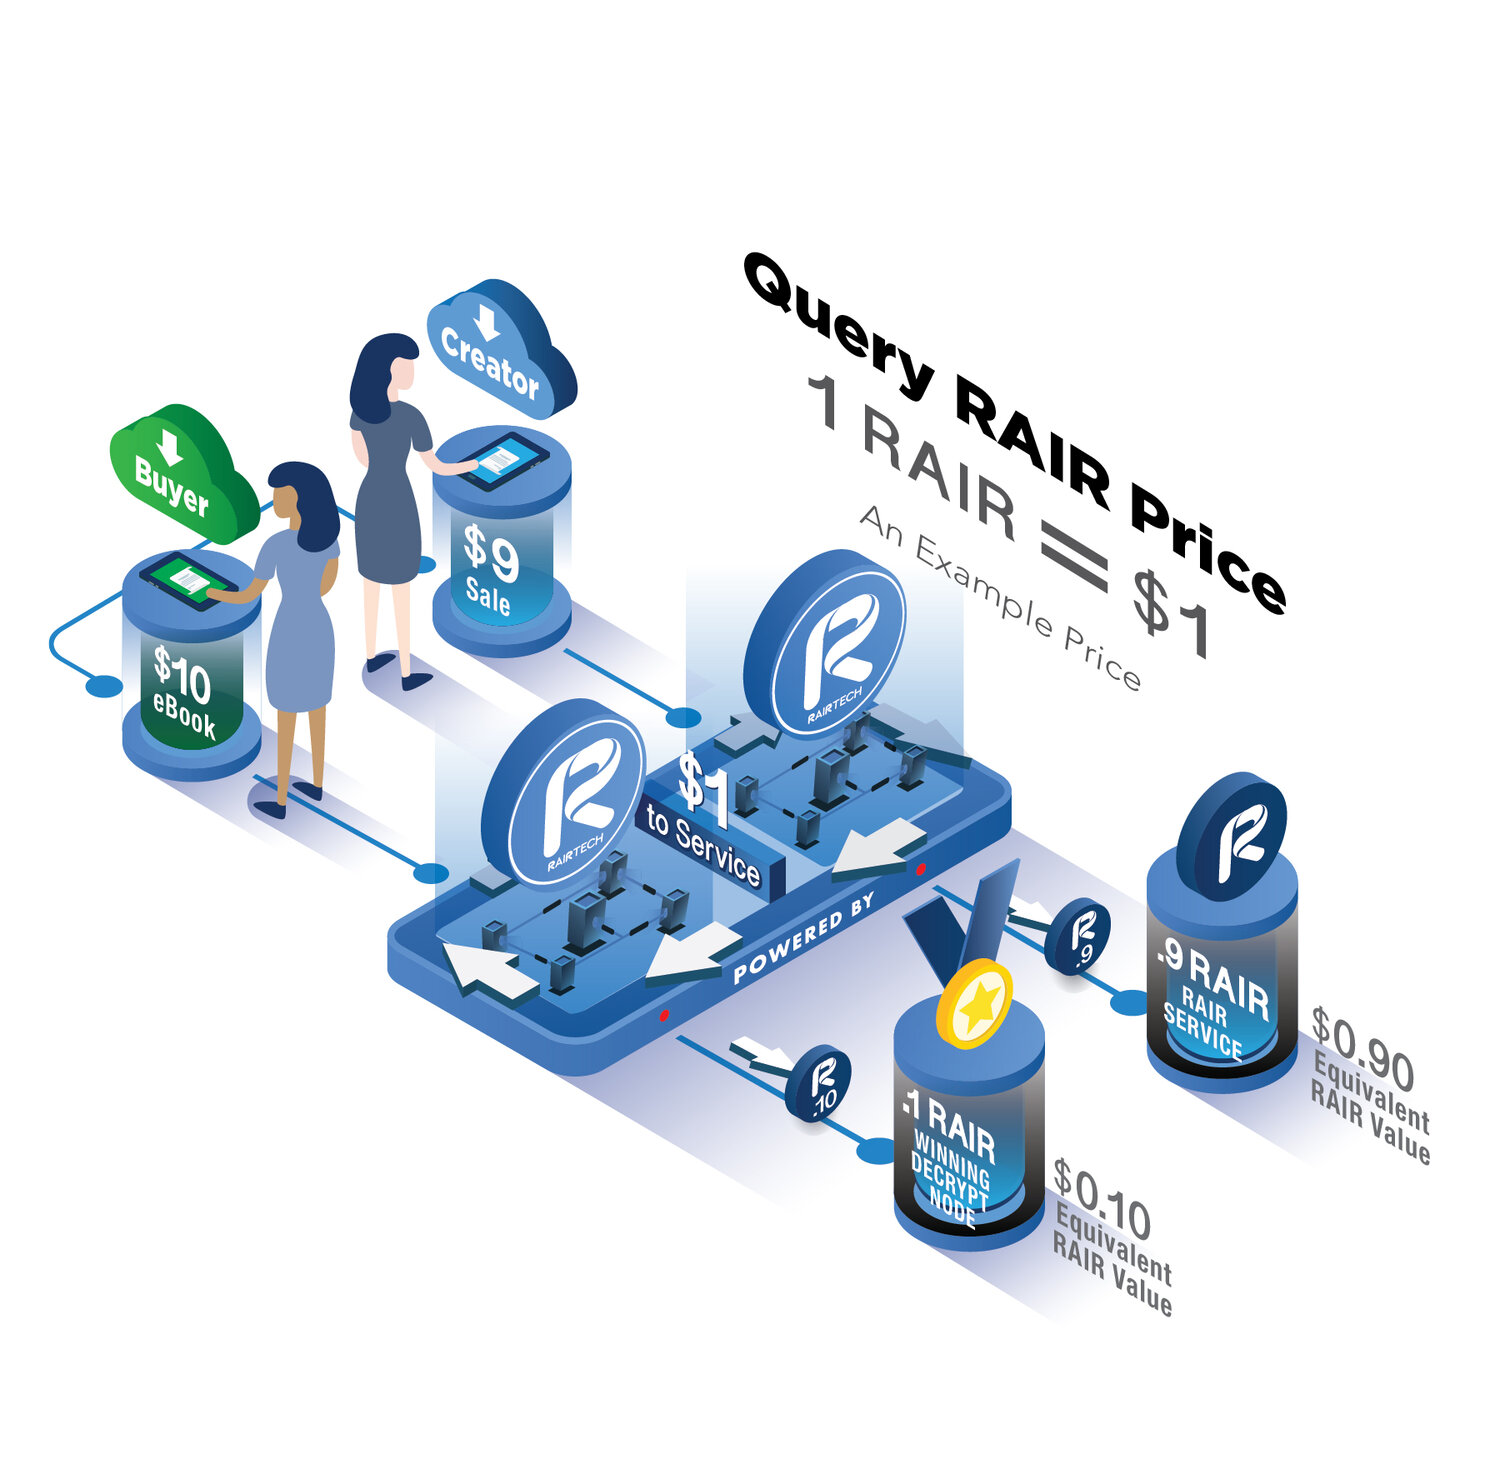 Query RAIR Price
1 RAIR = $1
An Example Price
Creator
$9
Sale
Buyer
$10
eBook
RAIRTECH
RAIRTECH
$1
to Service
POWERED BY
.9
.9 RAIR
RAIR
SERVICE
$0.90
Equivalent
RAIR Value
.10
.1 RAIR
WINNING
DECRYPT
NODE
$0.10
Equivalent
RAIR Value